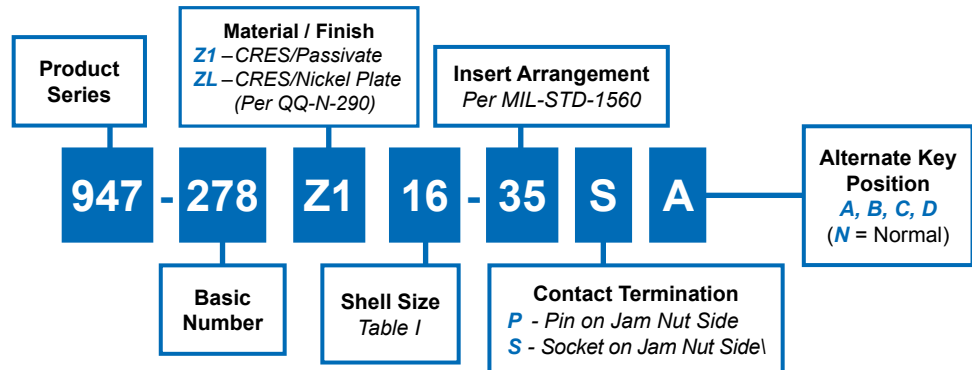 Product
Series
Material / Finish
Z1 – CRES/Passivate
ZL – CRES/Nickel Plate
(Per QQ-N-290)
Insert Arrangement
Per MIL-STD-1560
947 - 278 Z1 16 - 35 S A
Alternate Key
Position
A, B, C, D
(N = Normal)
Basic
Number
Shell Size
Table I
Contact Termination
P - Pin on Jam Nut Side
S - Socket on Jam Nut Side\